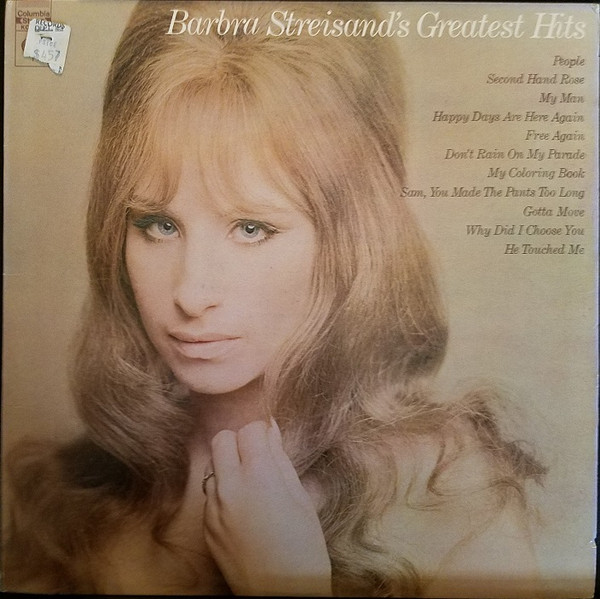 Columbia
Barbra Streisand's Greatest Hits
$4.57
People
Second Hand Rose
My Man
Happy Days Are Here Again
Free Again
Don't Rain On My Parade
My Coloring Book
Sam, You Made The Pants Too Long
Gotta Move
Why Did I Choose You
He Touched Me